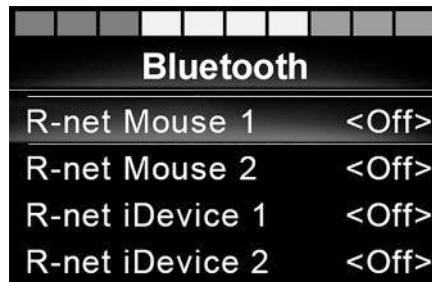 Bluetooth
R-net Mouse 1 <Off>
R-net Mouse 2 <Off>
R-net iDevice 1 <Off>
R-net iDevice 2 <Off>